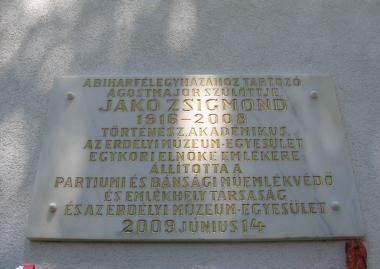 A BIHARFÉLEGYHÁZÁHOZ TARTOZÓ
ÁGOSTMAJOR SZÜLÖTTJE
JAKÓ ZSIGMOND
1916-2008
TÖRTÉNÉSZ, AKADÉMIKUS,
AZ ERDÉLYI MÚZEUM-EGYESÜLET
EGYKORI ELNÖKE EMLÉKÉRE
ÁLLÍTOTTA A
PARTIUMI ÉS BÁNSÁGI MŰEMLÉKVÉDŐ
ÉS EMLÉKHELY TÁRSASÁG
ÉS AZ ERDÉLYI MÚZEUM-EGYESÜLET
2009. JÚNIUS 14